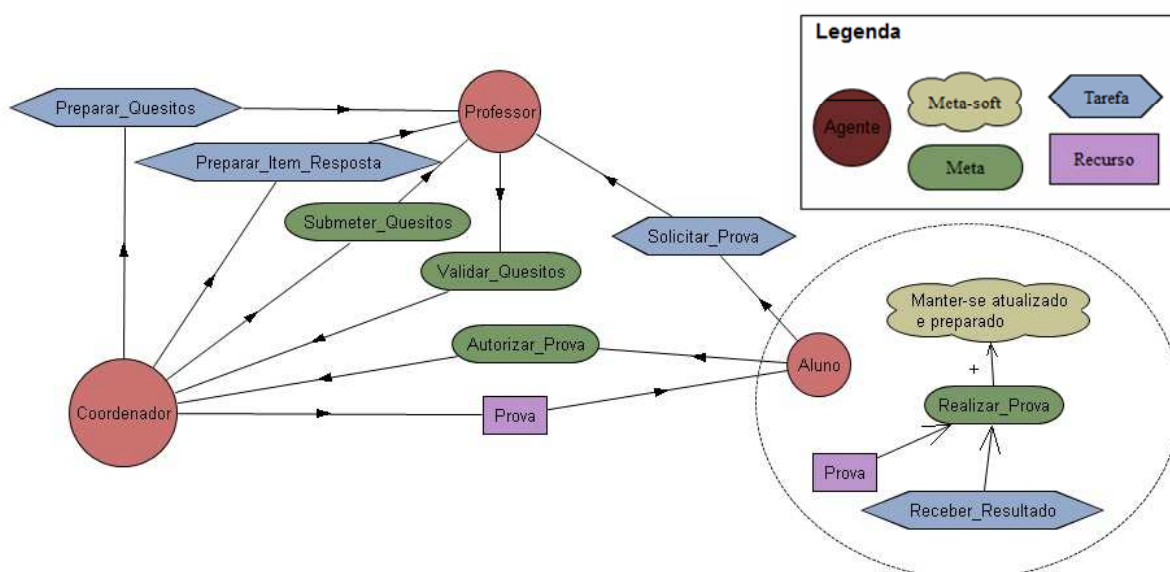 Legenda
Meta-soft
Tarefa
Agente
Meta
Recurso
Preparar_Quesitos
Professor
Preparar_Item_Resposta
Submeter_Quesitos
Solicitar_Prova
Validar_Quesitos
Manter-se atualizado
e preparado
Autorizar_Prova
Aluno
+
Coordenador
Prova
Realizar_Prova
Prova
Receber_Resultado